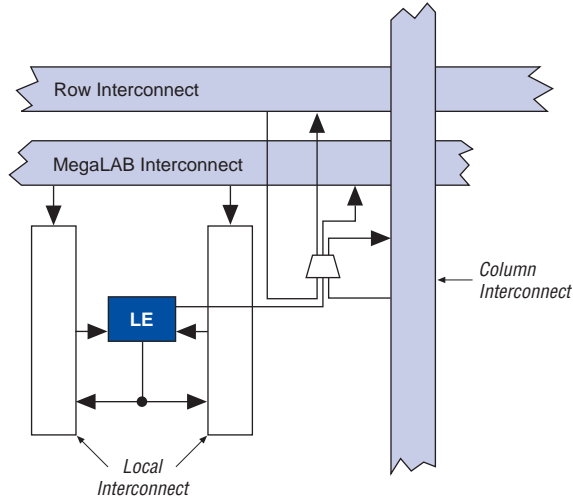 Row Interconnect
MegaLAB Interconnect
Column
Interconnect
LE
Local
Interconnect